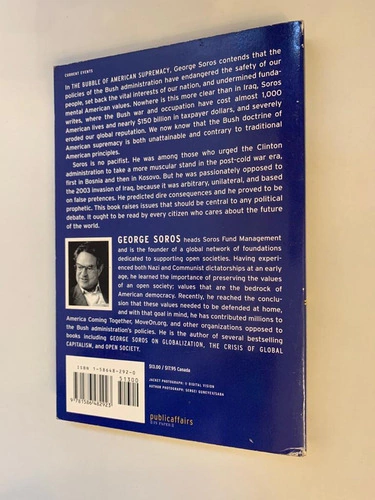 CURRENT EVENTS
In THE BUBBLE OF AMERICAN SUPREMACY, George Soros contends that the
policies of the Bush administration have endangered the safety of our
people, set back the vital interests of our nation, and undermined funda-
mental American values. Nowhere is this more clear than in Iraq, Soros
writes, where the Bush war and occupation have cost almost 1,000
American lives and nearly $150 billion in taxpayer dollars, and severely
eroded our global reputation. We now know that the Bush doctrine of
American supremacy is both unattainable and contrary to traditional
American principles.
Soros is no pacifist. He was among those who urged the Clinton
administration to take a more muscular stand in the post-cold war era,
first in Bosnia and then in Kosovo. But he was passionately opposed to
the 2003 invasion of Iraq, because it was arbitrary, unilateral, and based
on false pretences. He predicted dire consequences and he proved to be
prophetic. This book raises issues that should be central to any political
debate. It ought to be read by every citizen who cares about the future
of the world.
GEORGE SOROS heads Soros Fund Management
and is the founder of a global network of foundations
dedicated to supporting open societies. Having experi-
enced both Nazi and Communist dictatorships at an early
age, he learned the importance of preserving the values
of an open society; values that are the bedrock of
American democracy. Recently, he reached the conclu-
sion that these values needed to be defended at home,
and with that goal in mind, he has contributed millions to
America Coming Together, MoveOn.org, and other organizations opposed to
the Bush administration's policies. He is the author of several bestselling
books including GEORGE SOROS ON GLOBALIZATION, THE CRISIS OF GLOBAL
CAPITALISM, and OPEN SOCIETY.
ISBN 1-58648-292-0
51300
9 781586 482923
$13.00 / $17.95 Canada
JACKET PHOTOGRAPH: © DIGITAL VISION
AUTHOR PHOTOGRAPH:
publicaffairs